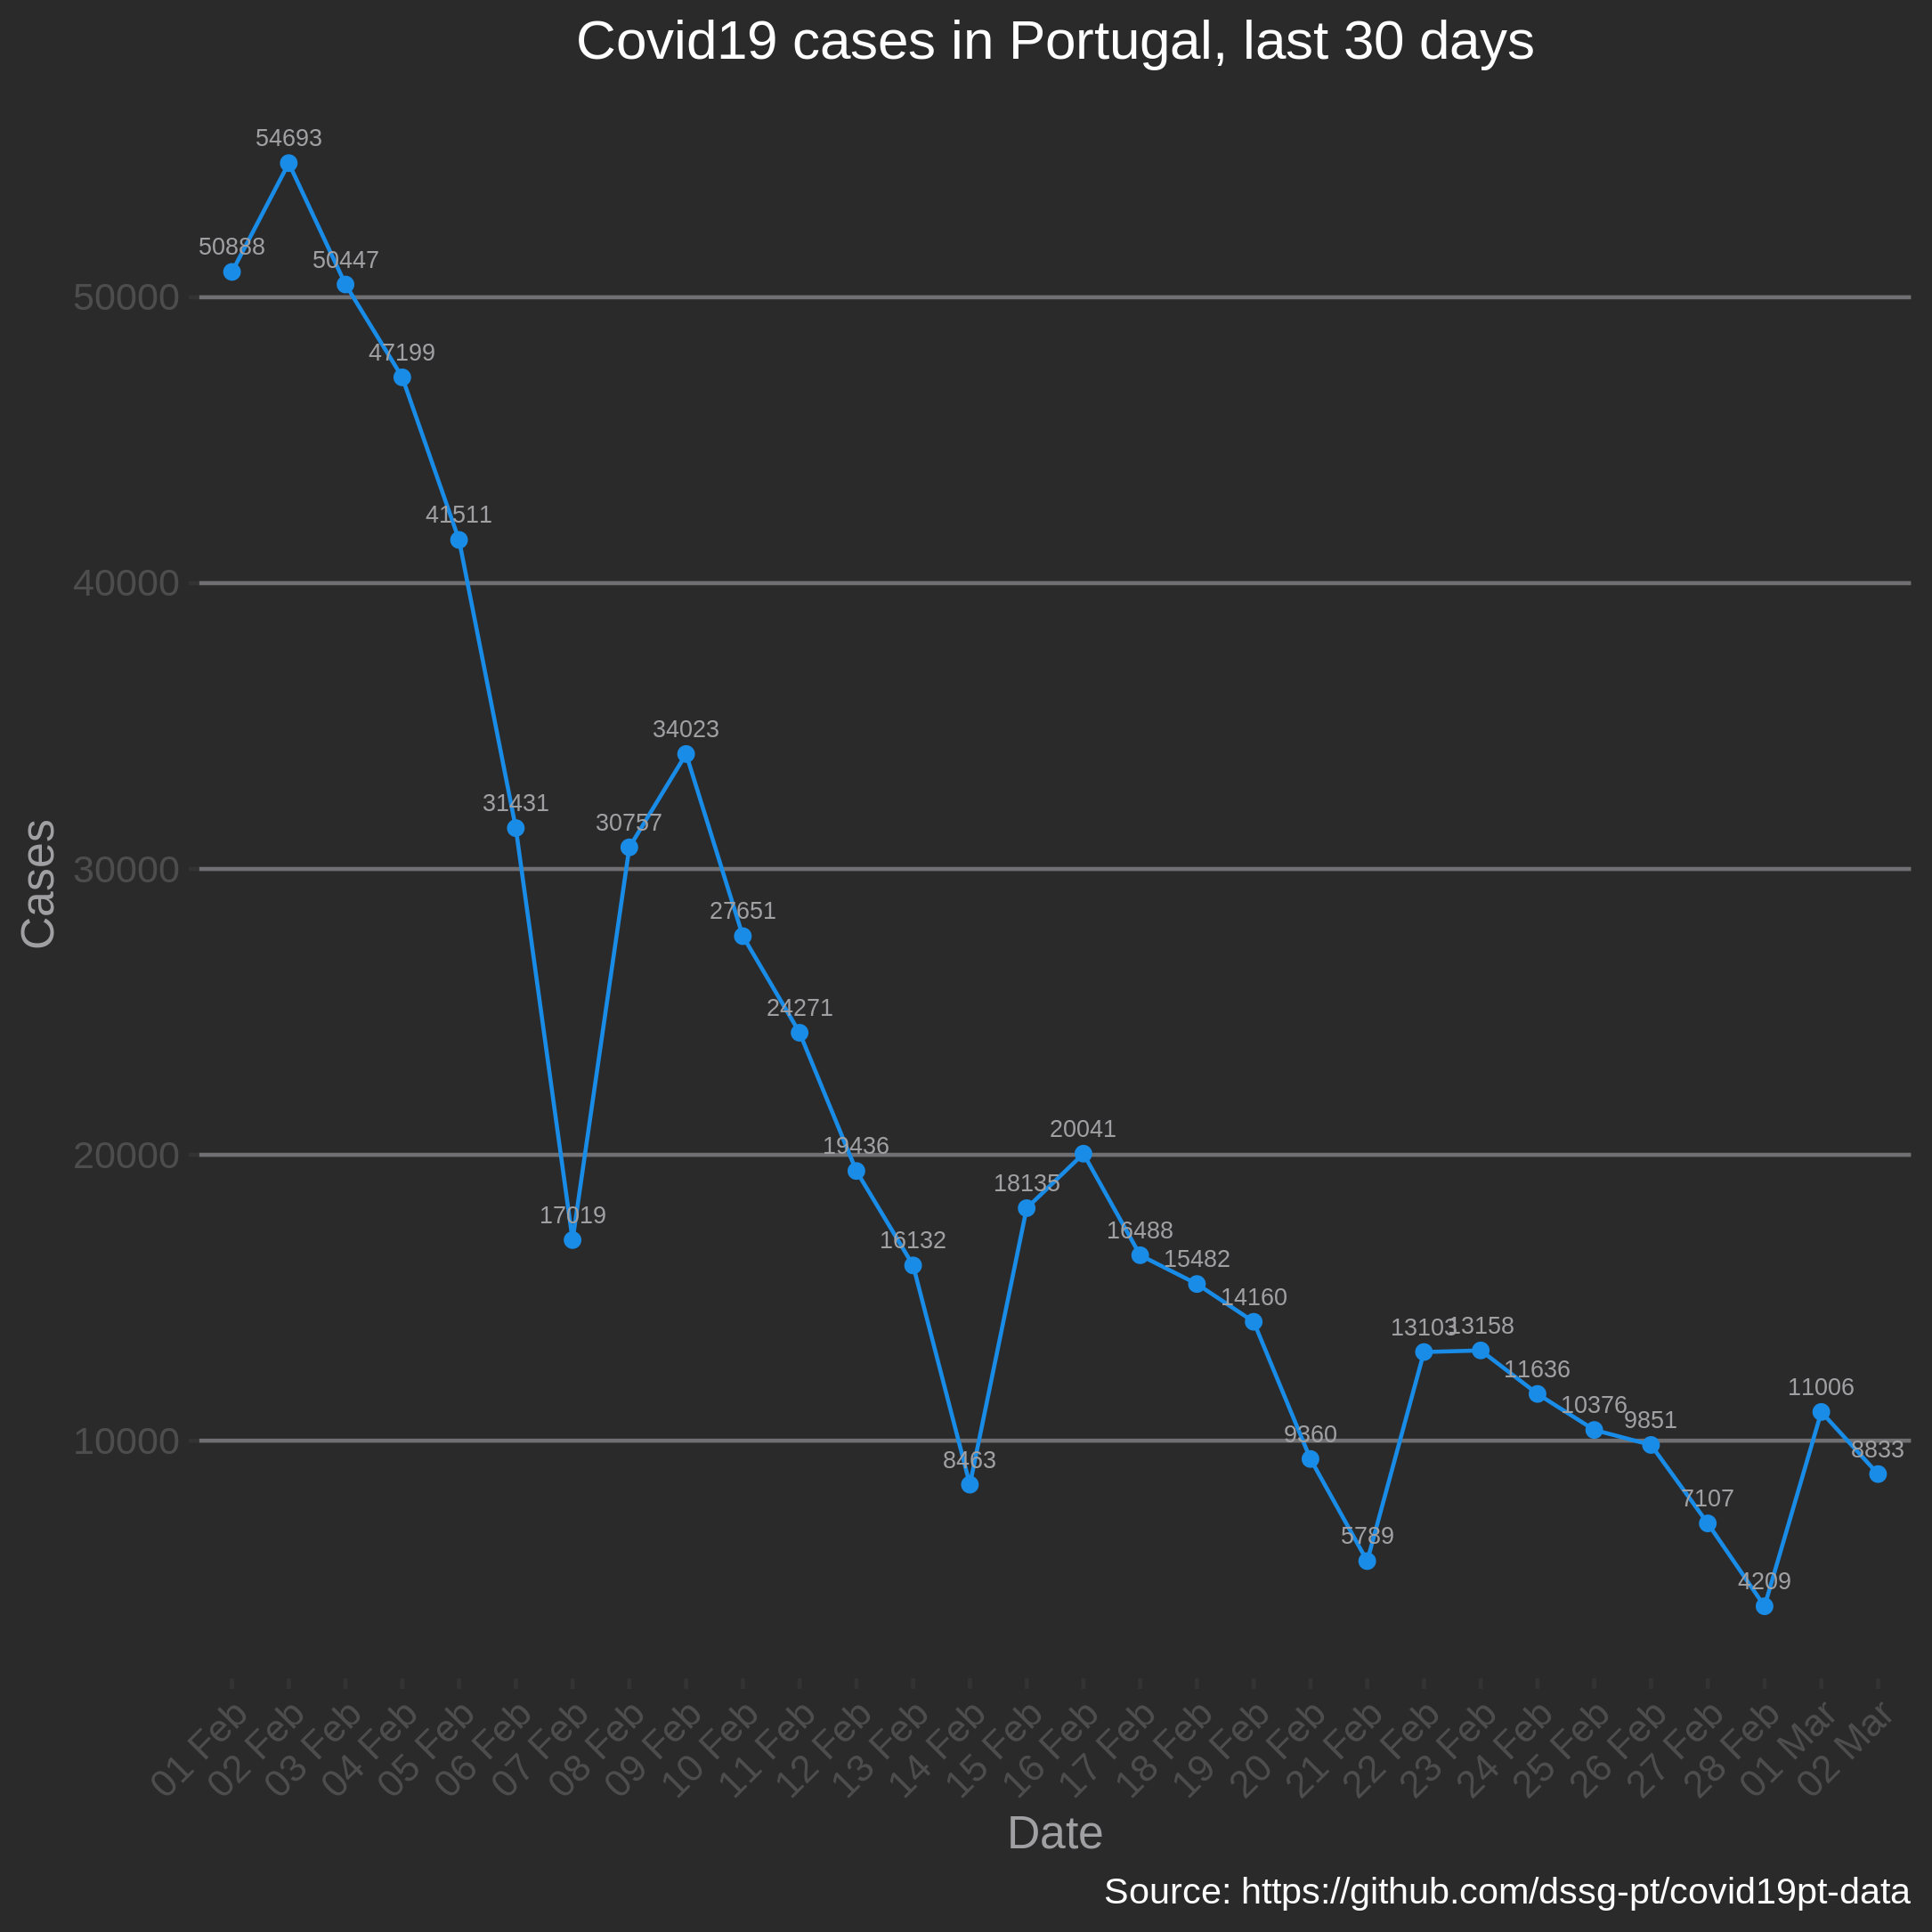 Covid19 cases in Portugal, last 30 days
54693
50888
50447
50000
47199
41511
40000
34023
31431
30757
30000
27651
24271
20041
20000
19436
18135
17019
16488
16132
15482
14160
13103
13158
11636
11006
10376
9851
10000
9360
8833
8463
7107
5789
4209
Cases
01 Feb
02 Feb
03 Feb
04 Feb
05 Feb
06 Feb
07 Feb
08 Feb
09 Feb
10 Feb
11 Feb
12 Feb
13 Feb
14 Feb
15 Feb
16 Feb
17 Feb
18 Feb
19 Feb
20 Feb
21 Feb
22 Feb
23 Feb
24 Feb
25 Feb
26 Feb
27 Feb
28 Feb
01 Mar
02 Mar
Date
Source: https://github.com/dssg-pt/covid19pt-data